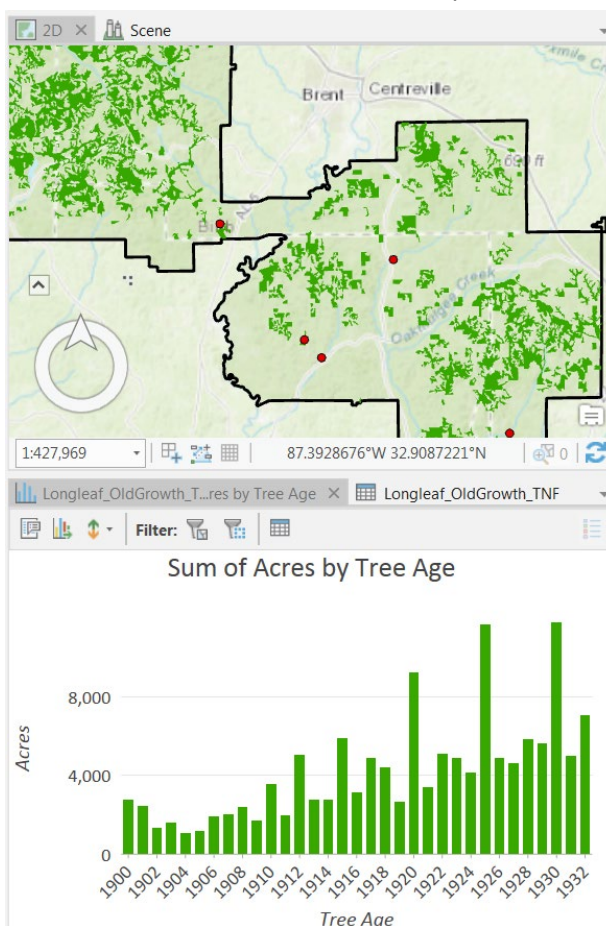 2D Scene
Brent Centreville
690 ft
Oakmulgee Creek
1:427,969 87.3928676°W 32.9087221°N 0
Longleaf_OldGrowth_T...res by Tree Age Longleaf_OldGrowth_TNF
Filter:
Sum of Acres by Tree Age
8,000
4,000
0
Acres
1900 1902 1904 1906 1908 1910 1912 1914 1916 1918 1920 1922 1924 1926 1928 1930 1932
Tree Age